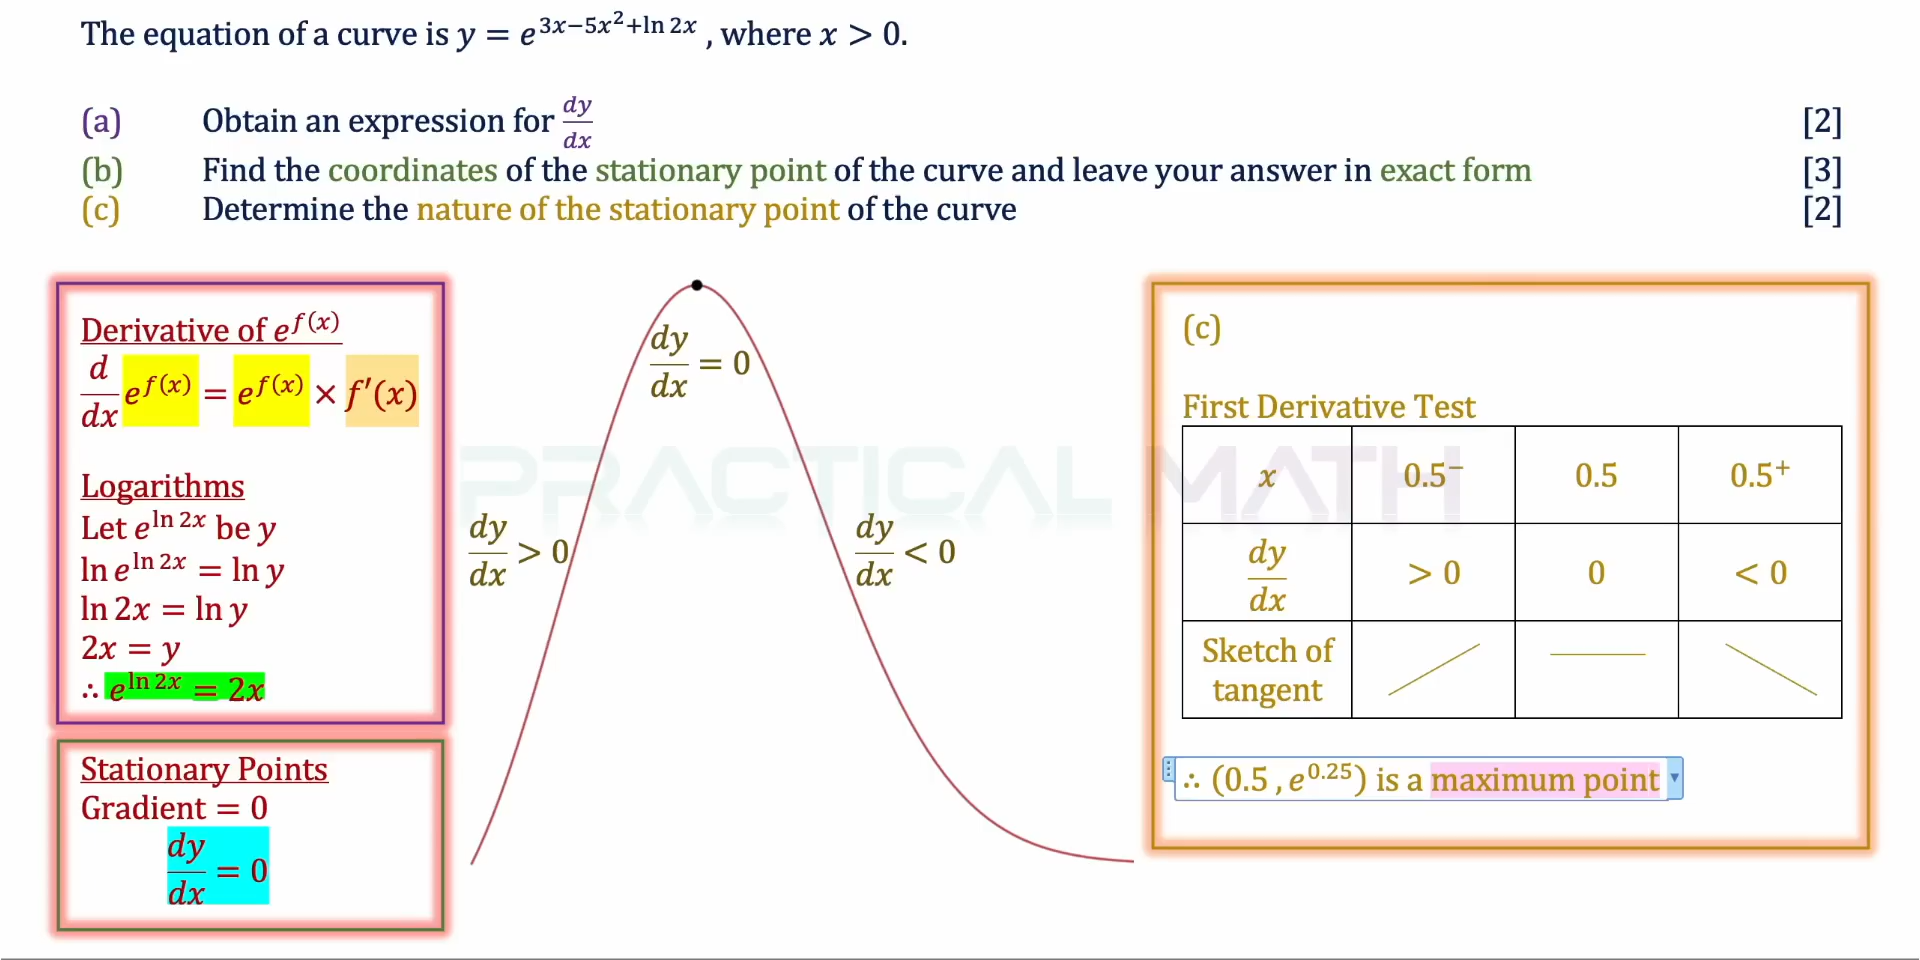 The equation of a curve is y = e^{3x−5x²+ln 2x} , where x > 0.
(a) Obtain an expression for dy/dx [2]
(b) Find the coordinates of the stationary point of the curve and leave your answer in exact form [3]
(c) Determine the nature of the stationary point of the curve [2]
Derivative of e^{f(x)}
d/dx e^{f(x)} = e^{f(x)} × f′(x)
Logarithms
Let e^{ln 2x} be y
ln e^{ln 2x} = ln y
ln 2x = ln y
2x = y
∴ e^{ln 2x} = 2x
Stationary Points
Gradient = 0
dy/dx = 0
dy/dx = 0
dy/dx > 0
dy/dx < 0
PRACTICAL MATH
(c)
First Derivative Test
x 0.5⁻ 0.5 0.5⁺
dy/dx > 0 0 < 0
Sketch of
tangent
∴ (0.5 , e^{0.25}) is a maximum point